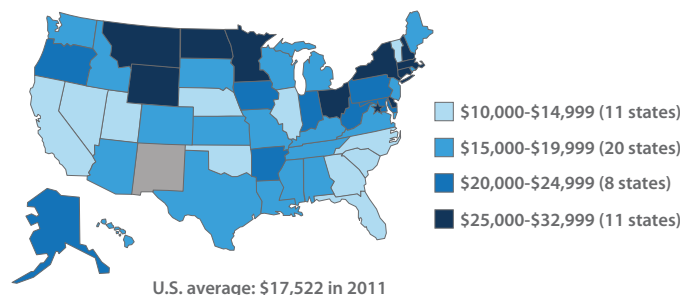 $10,000-$14,999 (11 states)
$15,000-$19,999 (20 states)
$20,000-$24,999 (8 states)
$25,000-$32,999 (11 states)
U.S. average: $17,522 in 2011